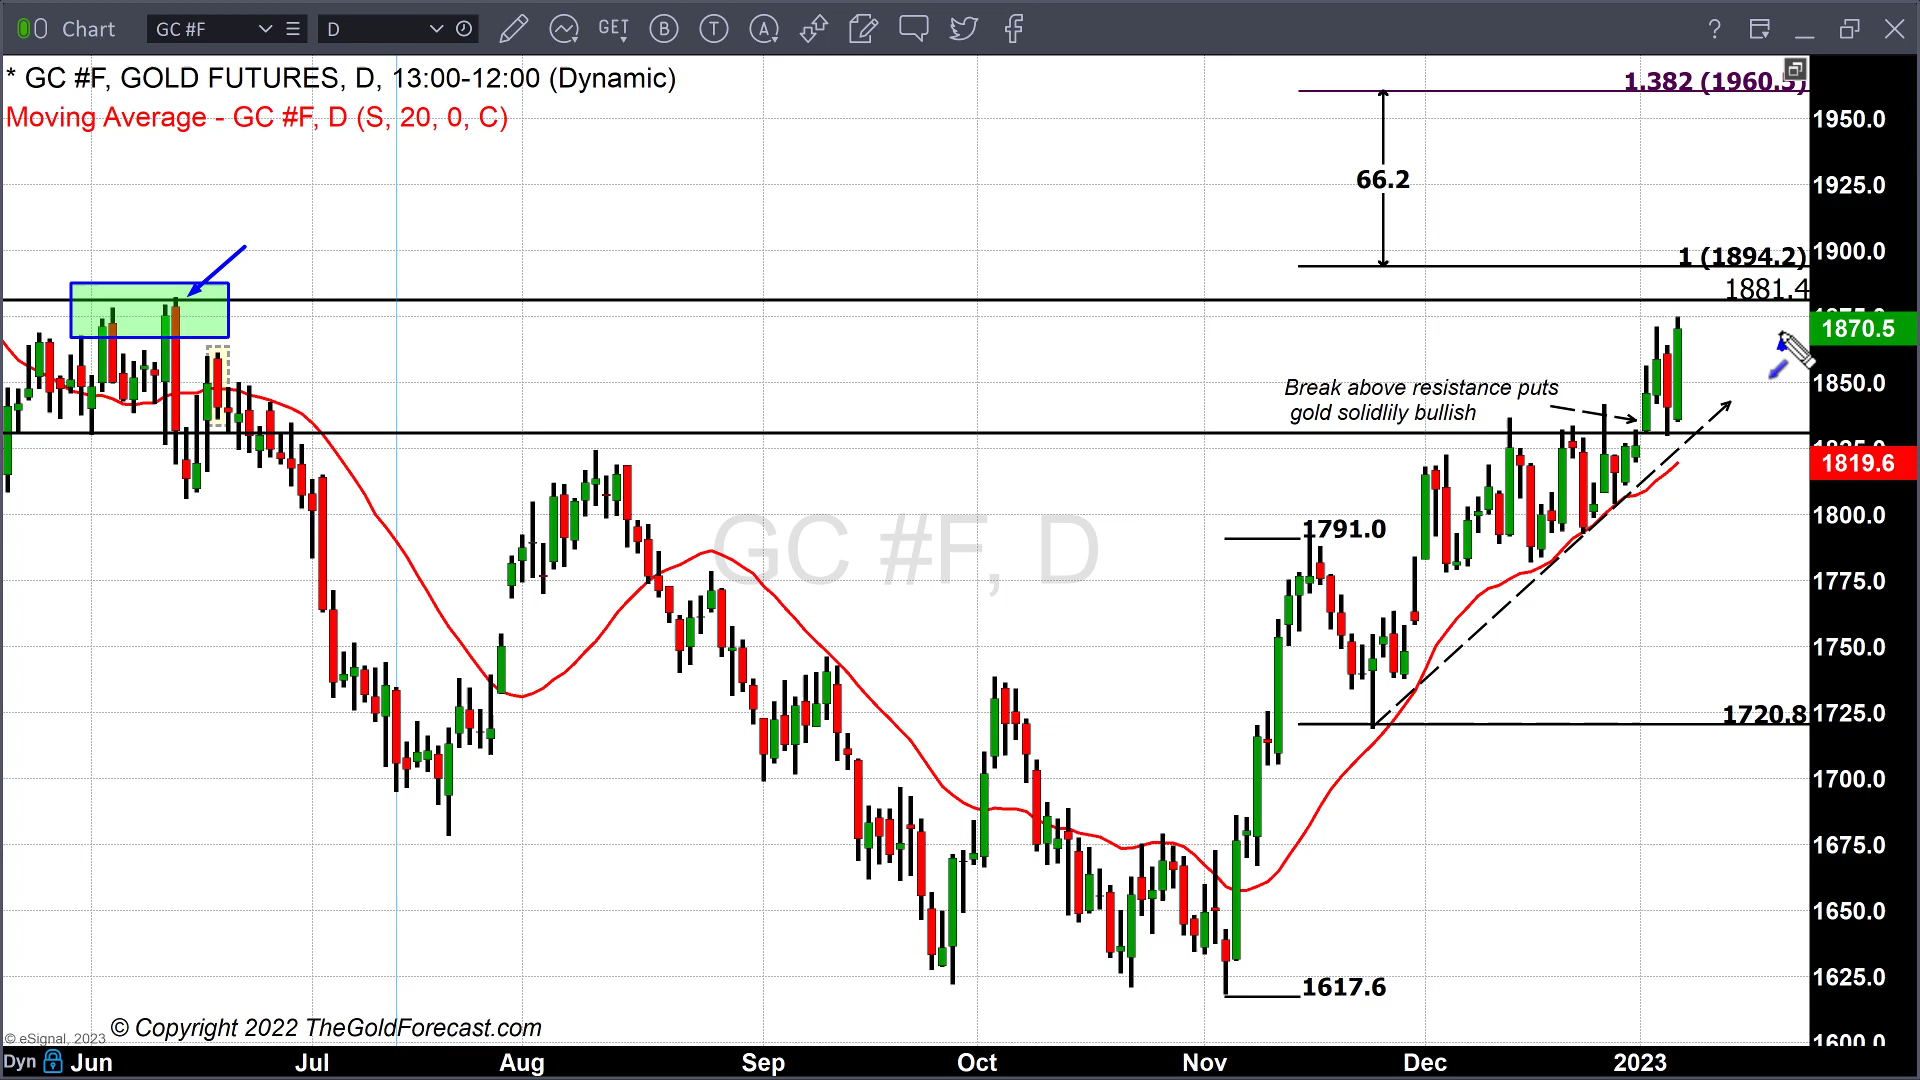 Chart GC #F D GET B T A ?
* GC #F, GOLD FUTURES, D, 13:00-12:00 (Dynamic)
Moving Average - GC #F, D (S, 20, 0, C)
1.382 (1960.5)
1950.0
66.2
1925.0
1900.0
1 (1894.2)
1881.4
1870.5
1850.0
Break above resistance puts
gold solidlily bullish
1819.6
1800.0
1791.0
GC #F, D
1775.0
1750.0
1725.0
1720.8
1700.0
1675.0
1650.0
1625.0
1617.6
© Copyright 2022 TheGoldForecast.com
© eSignal, 2023
1600.0
Dyn Jun Jul Aug Sep Oct Nov Dec 2023